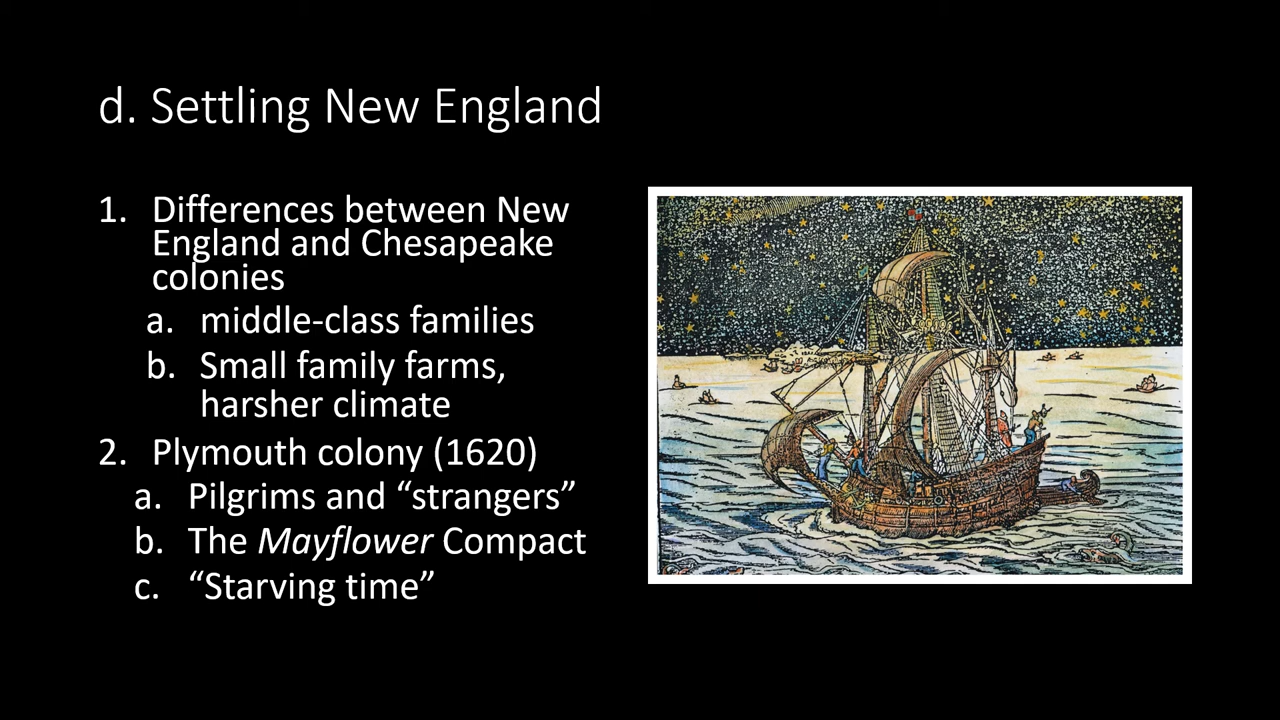 d. Settling New England
1. Differences between New
England and Chesapeake
colonies
a. middle-class families
b. Small family farms,
harsher climate
2. Plymouth colony (1620)
a. Pilgrims and “strangers”
b. The Mayflower Compact
c. “Starving time”